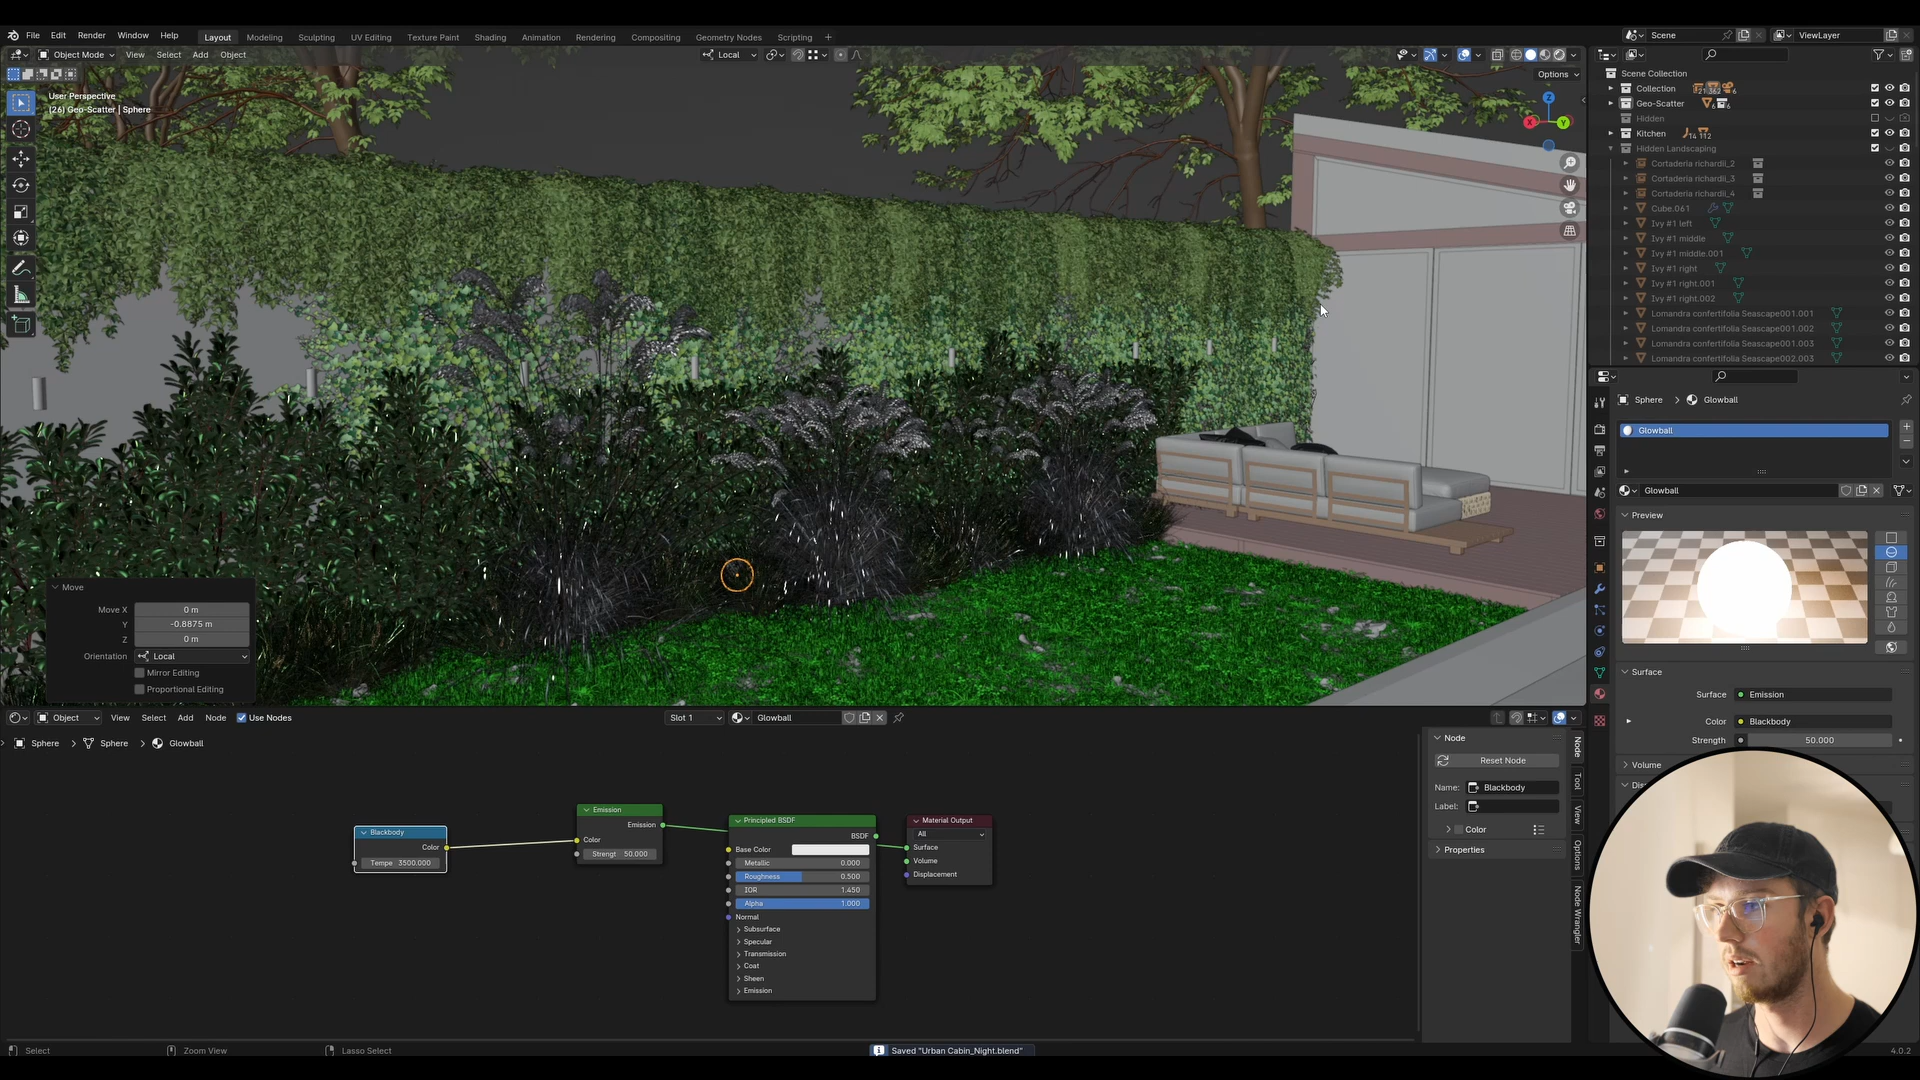 File Edit Render Window Help
Layout Modeling Sculpting UV Editing Texture Paint Shading Animation Rendering Compositing Geometry Nodes Scripting +
Scene
ViewLayer
Object Mode View Select Add Object
Local
Options
User Perspective
(26) Geo-Scatter | Sphere
Z
X
Y
Scene Collection
Collection
Geo-Scatter
Hidden
Kitchen
Hidden Landscaping
Cortaderia richardii_2
Cortaderia richardii_3
Cortaderia richardii_4
Cube.061
Ivy #1 left
Ivy #1 middle
Ivy #1 middle.001
Ivy #1 right
Ivy #1 right.001
Ivy #1 right.002
Lomandra confertifolia Seascape001.001
Lomandra confertifolia Seascape001.002
Lomandra confertifolia Seascape001.003
Lomandra confertifolia Seascape002.003
Sphere > Glowball
Glowball
Glowball
Preview
Surface
Surface Emission
Color Blackbody
Strength 50.000
Volume
Move
Move X 0 m
Y -0.8875 m
Z 0 m
Orientation Local
Mirror Editing
Proportional Editing
Object View Select Add Node Use Nodes
Slot 1
Glowball
Sphere > Sphere > Glowball
Blackbody
Color
Tempe 3500.000
Emission
Emission
Color
Strengt 50.000
Principled BSDF
BSDF
Base Color
Metallic 0.000
Roughness 0.500
IOR 1.450
Alpha 1.000
Normal
Subsurface
Specular
Transmission
Coat
Sheen
Emission
Material Output
All
Surface
Volume
Displacement
Node
Reset Node
Name: Blackbody
Label:
Color
Properties
Node
Tool
View
Options
Node Wrangler
Select
Zoom View
Lasso Select
Saved "Urban Cabin_Night.blend"
4.0.2